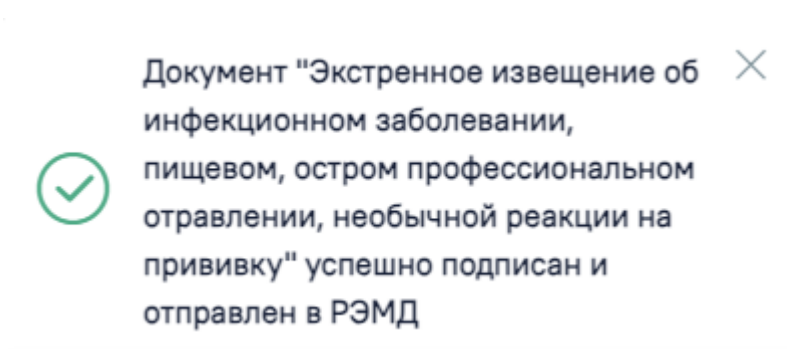 Документ "Экстренное извещение об
инфекционном заболевании,
пищевом, остром профессиональном
отравлении, необычной реакции на
прививку" успешно подписан и
отправлен в РЭМД